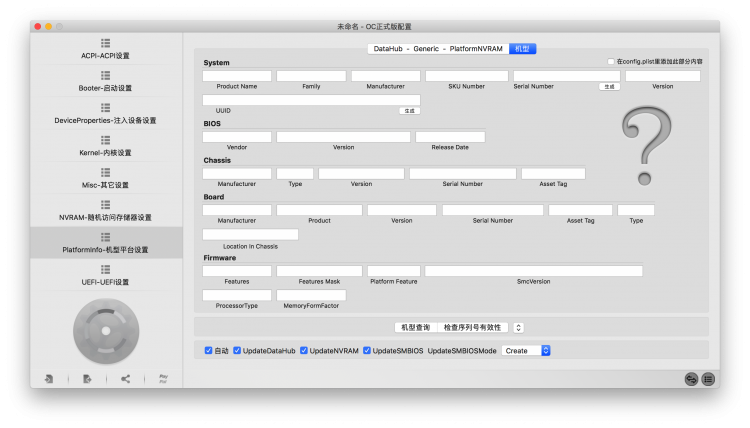 未命名 - OC正式版配置
ACPI-ACPI设置
Booter-启动设置
DeviceProperties-注入设备设置
Kernel-内核设置
Misc-其它设置
NVRAM-随机访问存储器设置
PlatformInfo-机型平台设置
UEFI-UEFI设置
DataHub - Generic - PlatformNVRAM 机型
System 在config.plist里添加此部分内容
Product Name Family Manufacturer SKU Number Serial Number 生成 Version
UUID 生成
BIOS
Vendor Version Release Date
Chassis
Manufacturer Type Version Serial Number Asset Tag
Board
Manufacturer Product Version Serial Number Asset Tag Type
Location in Chassis
Firmware
Features Features Mask Platform Feature SmcVersion
ProcessorType MemoryFormFactor
机型查询 检查序列号有效性
自动 UpdateDataHub UpdateNVRAM UpdateSMBIOS UpdateSMBIOSMode Create
Pay
Pal